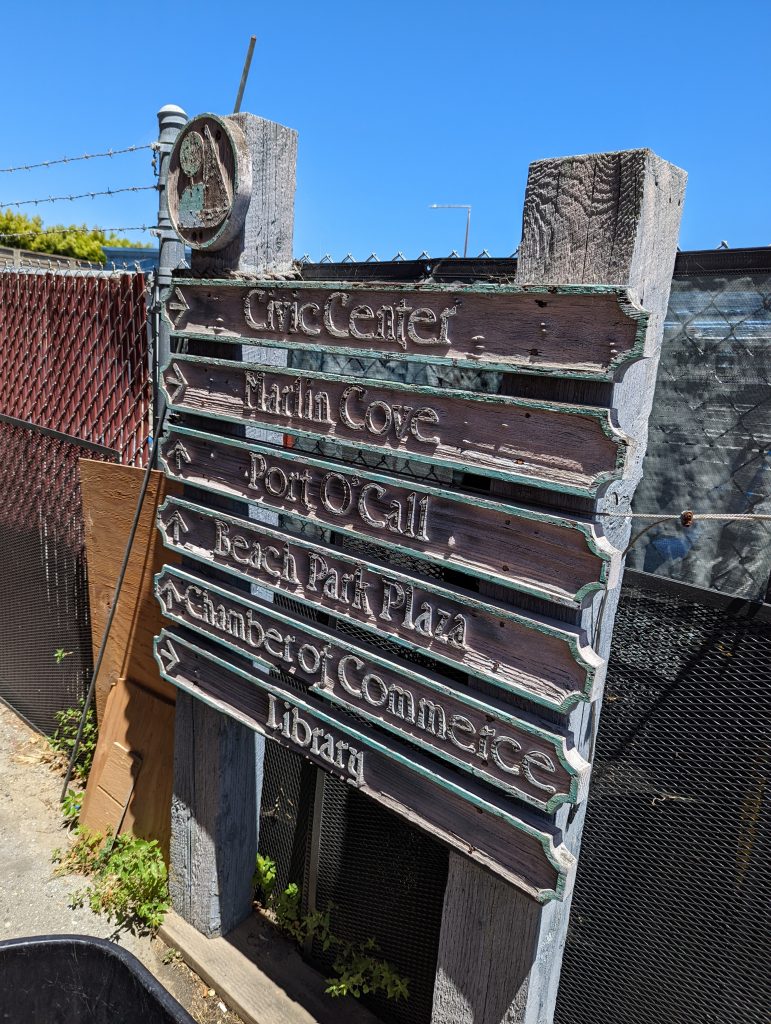 Civic Center
Marlin Cove
Port O'Call
Beach Park Plaza
Chamber of Commerce
Library